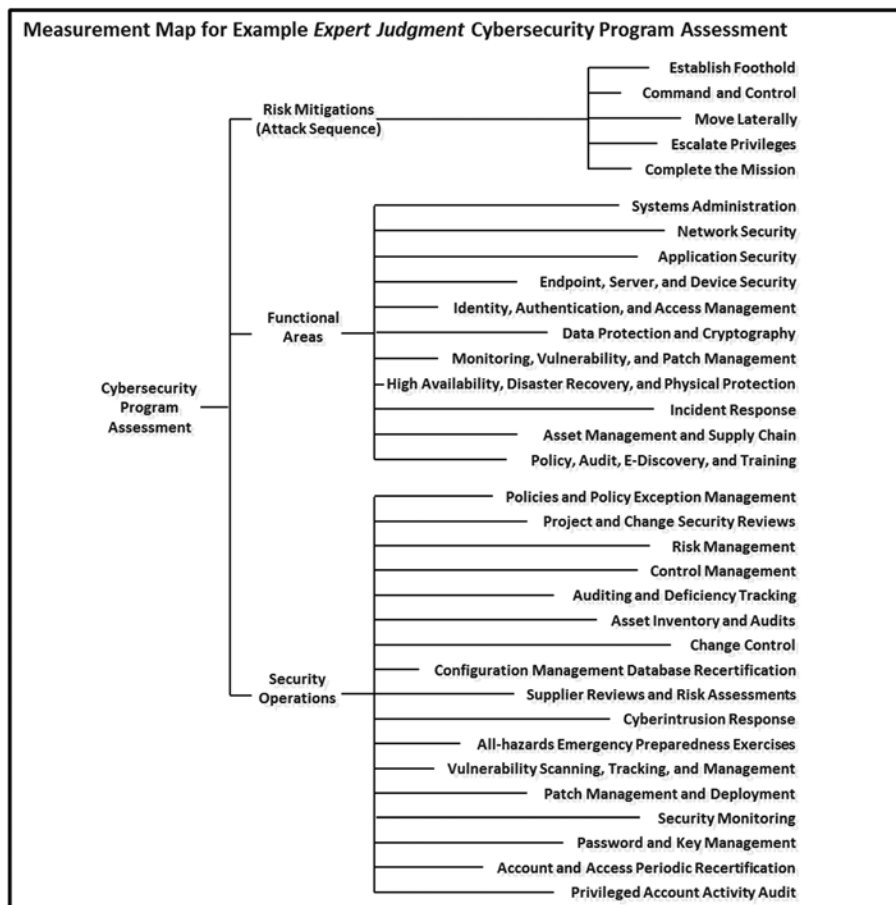 Measurement Map for Example Expert Judgment Cybersecurity Program Assessment
Establish Foothold
Command and Control
Risk Mitigations
(Attack Sequence)
Move Laterally
Escalate Privileges
Complete the Mission
Systems Administration
Network Security
Application Security
Endpoint, Server, and Device Security
Identity, Authentication, and Access Management
Functional
Areas
Data Protection and Cryptography
Monitoring, Vulnerability, and Patch Management
High Availability, Disaster Recovery, and Physical Protection
Cybersecurity
Program
Assessment
Incident Response
Asset Management and Supply Chain
Policy, Audit, E-Discovery, and Training
Policies and Policy Exception Management
Project and Change Security Reviews
Risk Management
Control Management
Auditing and Deficiency Tracking
Asset Inventory and Audits
Change Control
Configuration Management Database Recertification
Security
Operations
Supplier Reviews and Risk Assessments
Cyberintrusion Response
All-hazards Emergency Preparedness Exercises
Vulnerability Scanning, Tracking, and Management
Patch Management and Deployment
Security Monitoring
Password and Key Management
Account and Access Periodic Recertification
Privileged Account Activity Audit